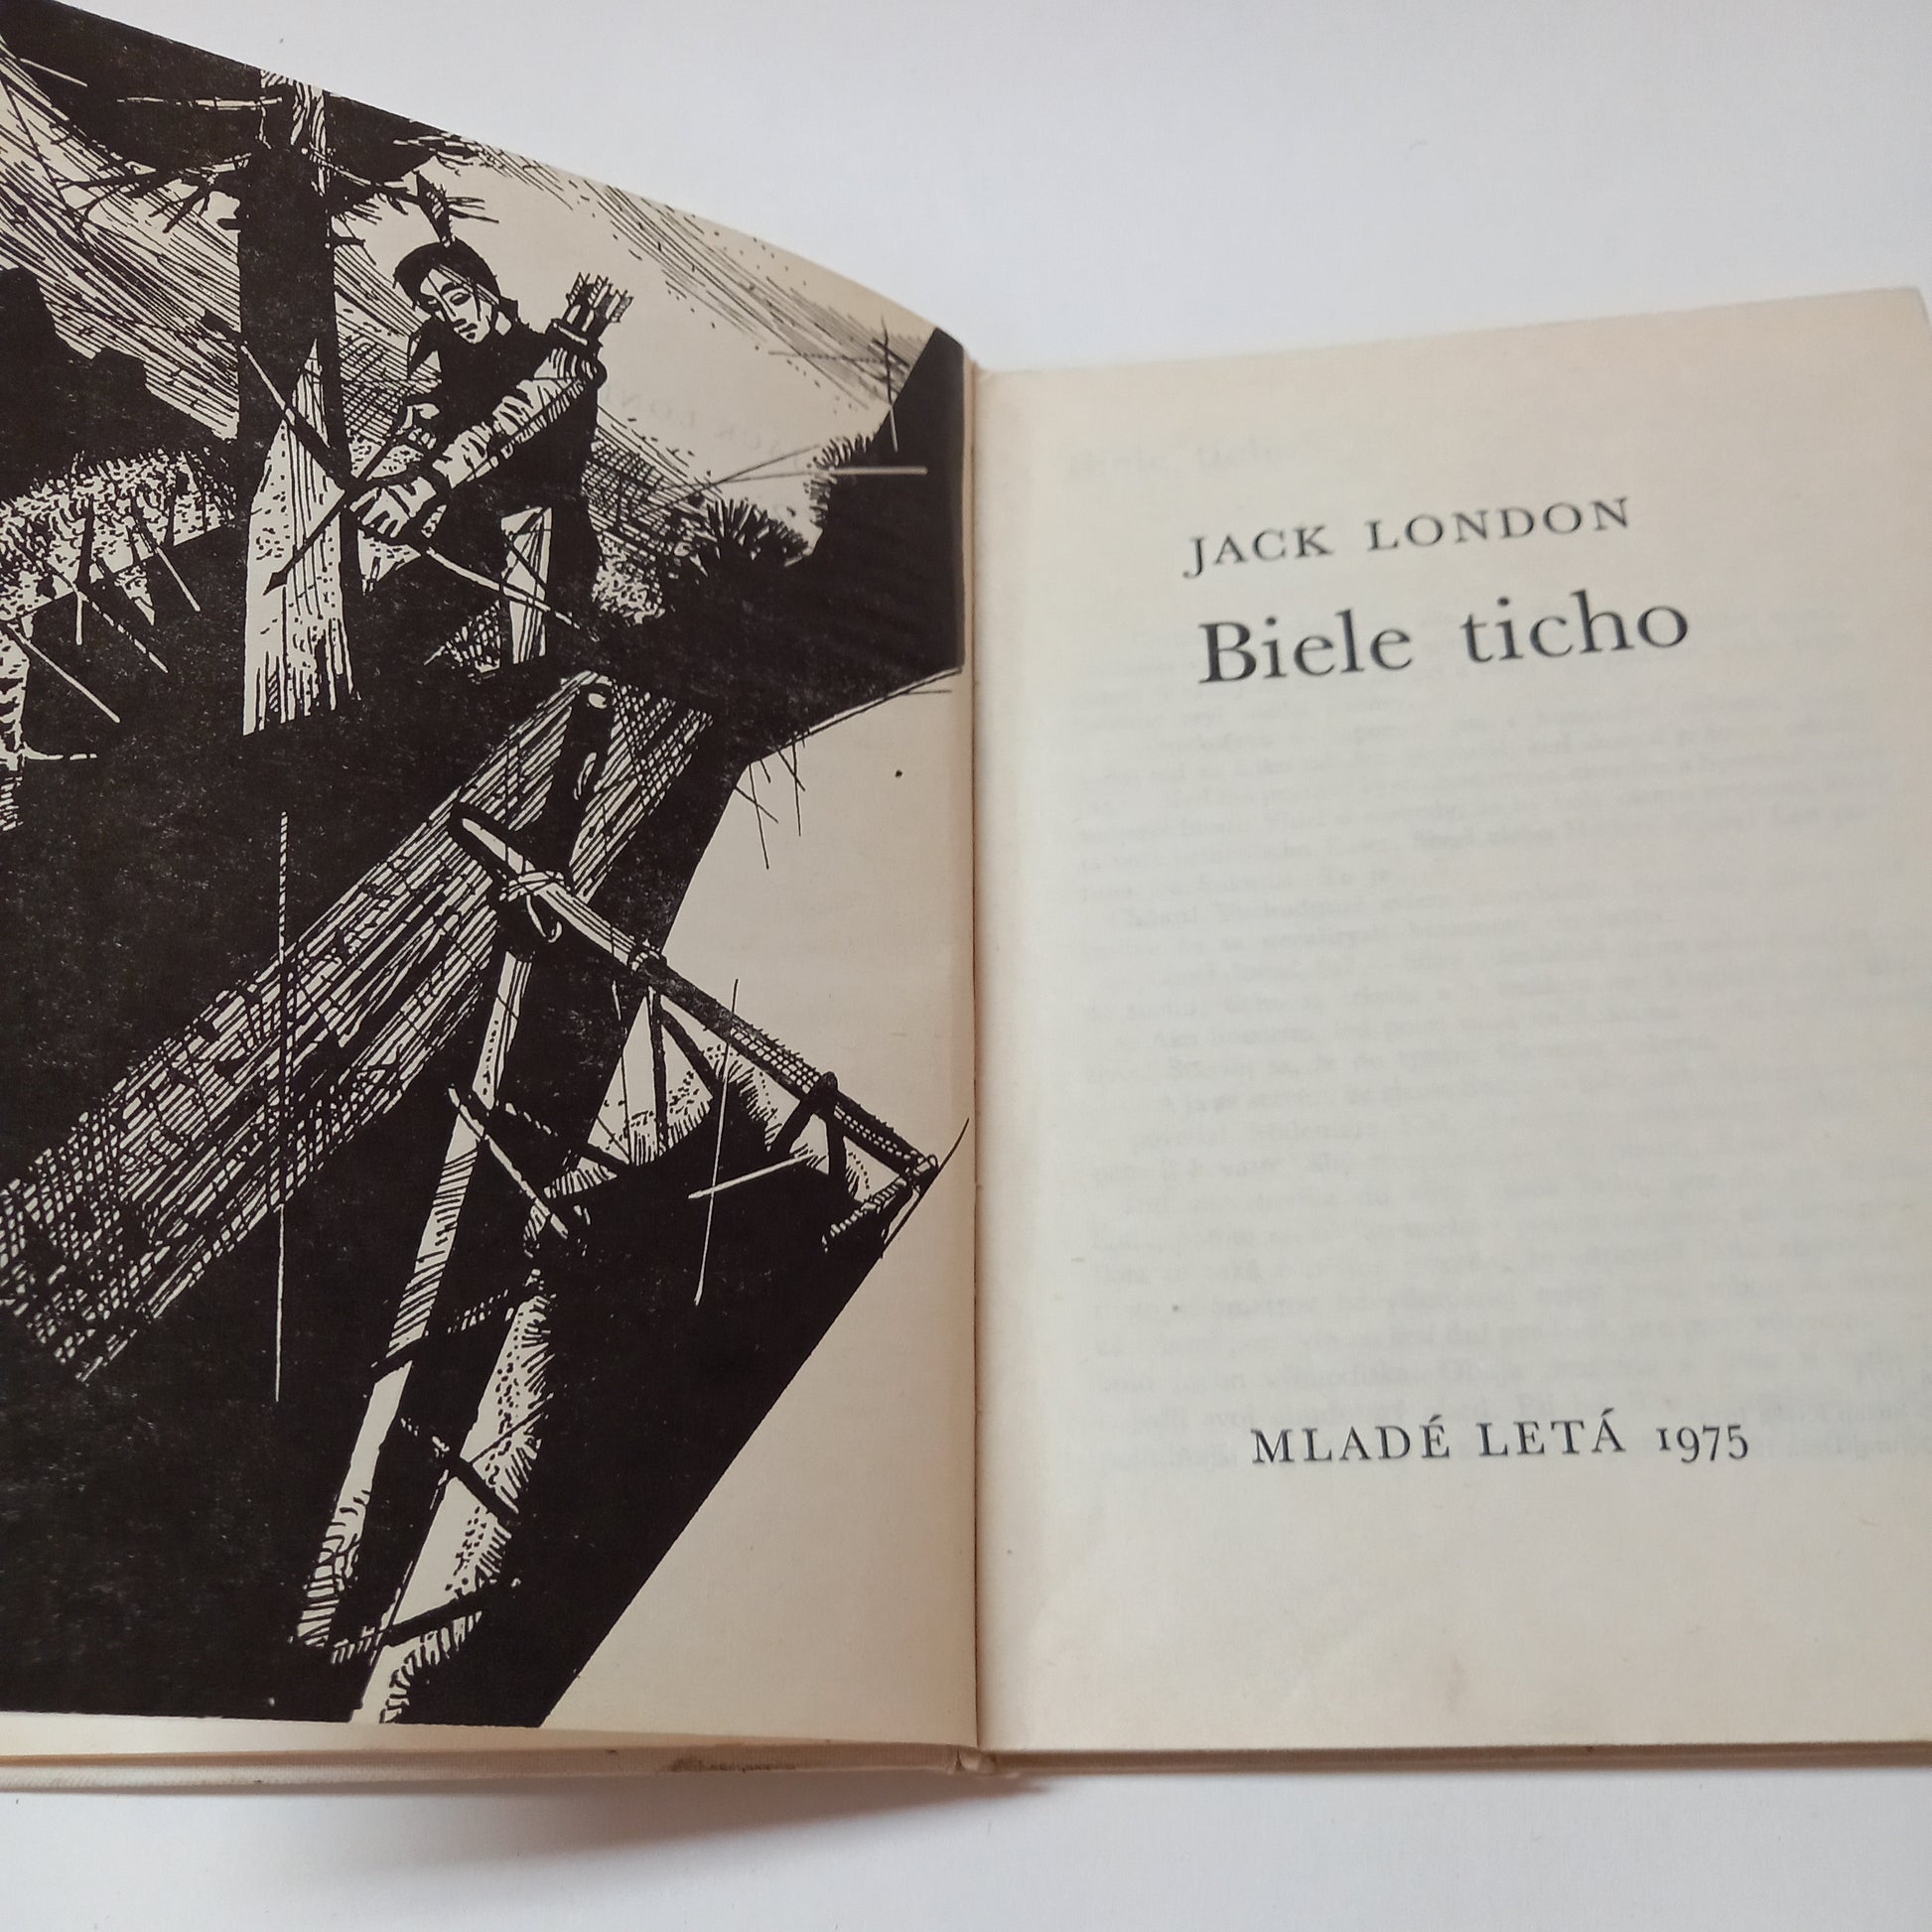 JACK LONDON
Biele ticho
MLADÉ LETÁ 1975